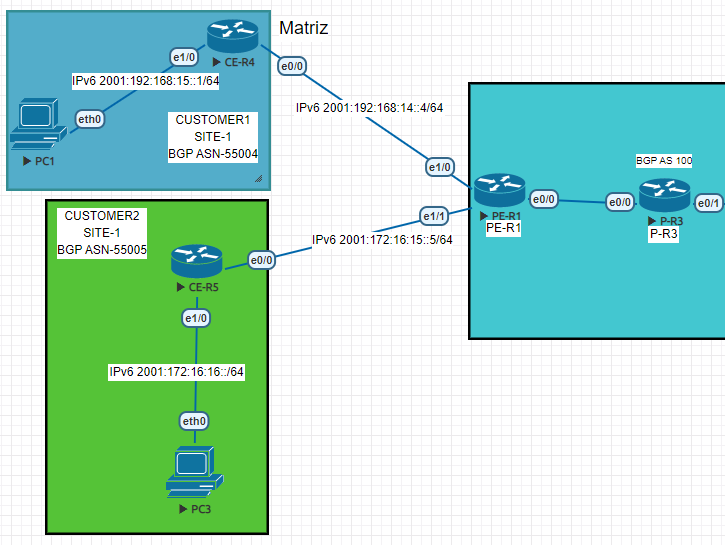 Matriz
e1/0
CE-R4
e0/0
IPv6 2001:192:168:15::1/64
IPv6 2001:192:168:14::4/64
eth0
CUSTOMER1
SITE-1
BGP ASN-55004
PC1
e1/0
BGP AS 100
PE-R1
e0/0
e0/0
e0/1
P-R3
PE-R1
P-R3
e1/1
CUSTOMER2
SITE-1
BGP ASN-55005
IPv6 2001:172:16:15::5/64
e0/0
CE-R5
e1/0
IPv6 2001:172:16:16::/64
eth0
PC3